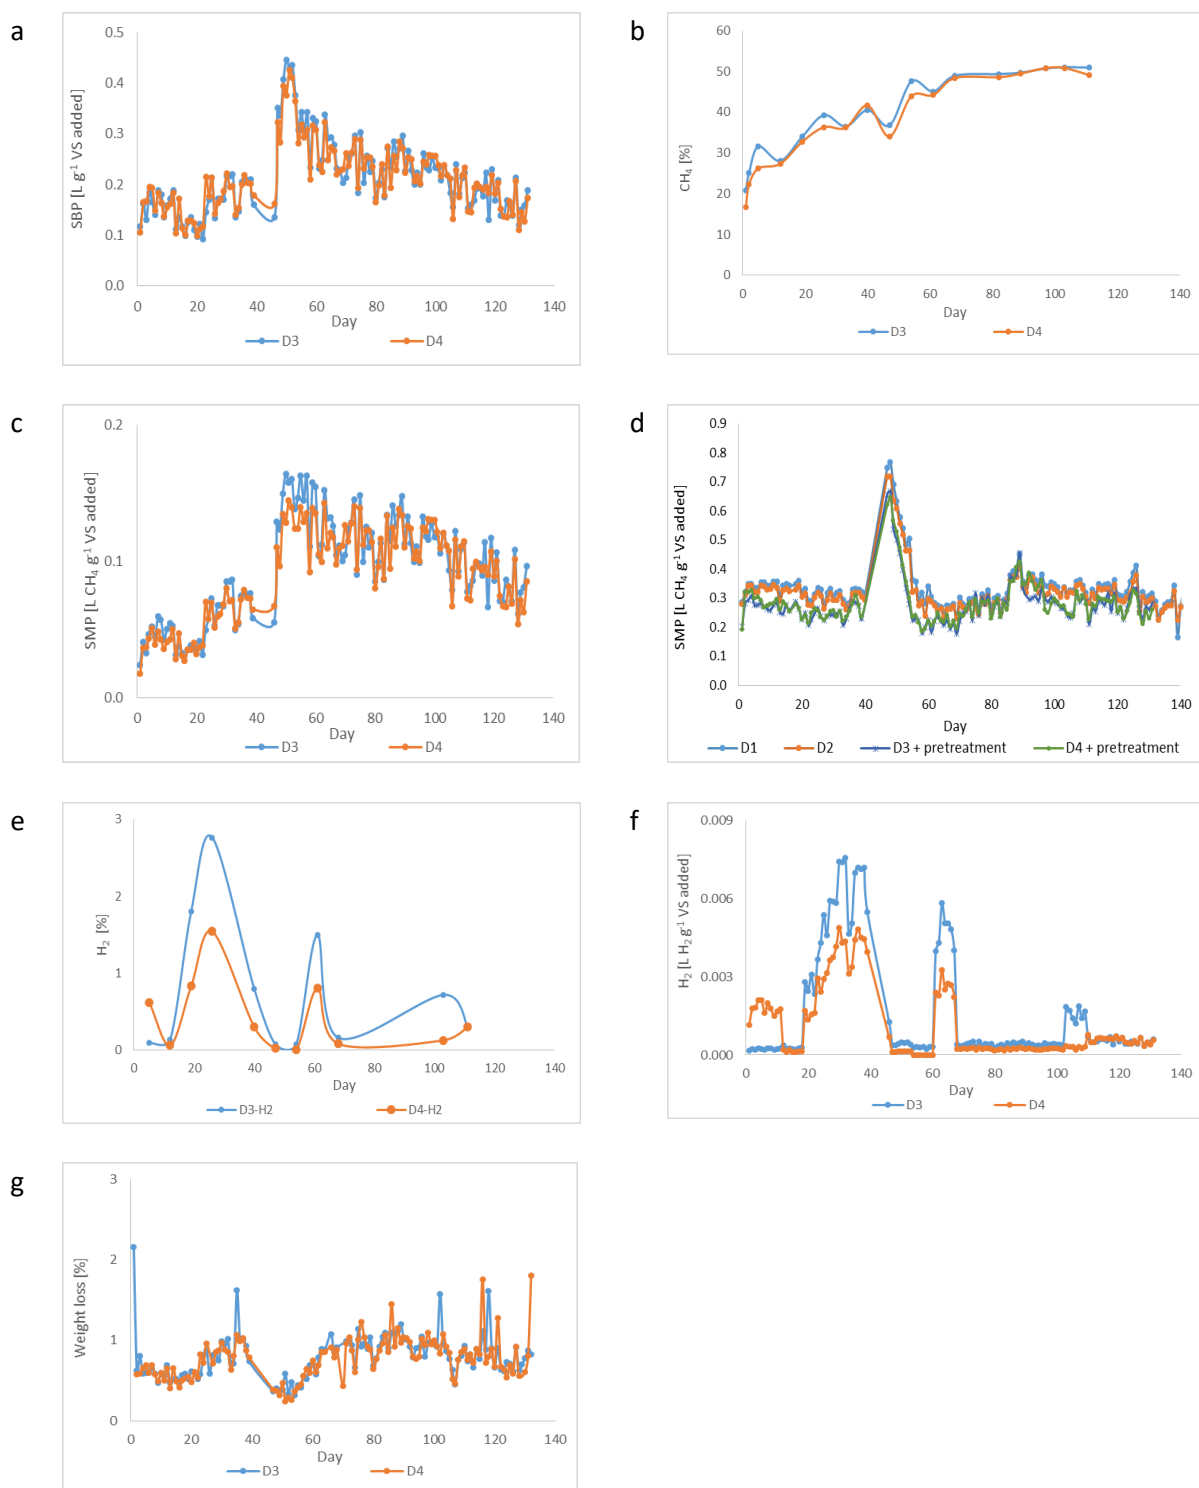 a
SBP [L g⁻¹ VS added]
0.5
0.4
0.3
0.2
0.1
0.0
0 20 40 60 80 100 120 140
Day
D3 D4
b
CH₄ [%]
60
50
40
30
20
10
0
0 20 40 60 80 100 120 140
Day
D3 D4
c
SMP [L CH₄ g⁻¹ VS added]
0.2
0.1
0.0
0 20 40 60 80 100 120 140
Day
D3 D4
d
SMP [L CH₄ g⁻¹ VS added]
0.9
0.8
0.7
0.6
0.5
0.4
0.3
0.2
0.1
0.0
0 20 40 60 80 100 120 140
Day
D1 D2 D3 + pretreatment D4 + pretreatment
e
H₂ [%]
3
2
1
0
0 20 40 60 80 100 120 140
Day
D3-H2 D4-H2
f
H₂ [L H₂ g⁻¹ VS added]
0.009
0.006
0.003
0.000
0 20 40 60 80 100 120 140
Day
D3 D4
g
Weight loss [%]
3
2
1
0
0 20 40 60 80 100 120 140
Day
D3 D4